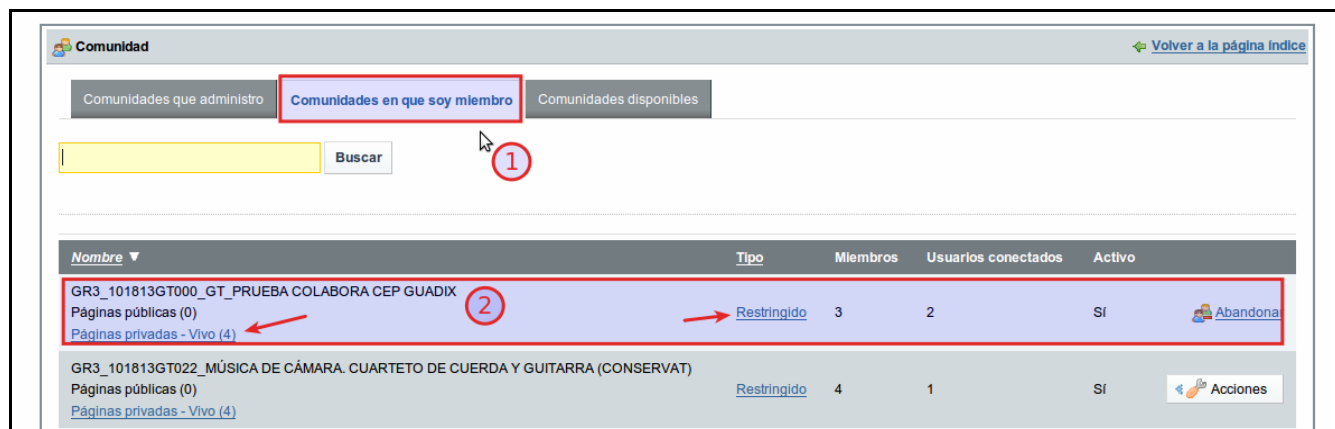 Comunidad
Volver a la página índice
Comunidades que administro
Comunidades en que soy miembro
Comunidades disponibles
Buscar
1
Nombre ▼ Tipo Miembros Usuarios conectados Activo
GR3_101813GT000_GT_PRUEBA COLABORA CEP GUADIX
Páginas públicas (0)
2
Restringido 3 2 Sí Abandonar
Páginas privadas - Vivo (4)
GR3_101813GT022_MÚSICA DE CÁMARA. CUARTETO DE CUERDA Y GUITARRA (CONSERVAT)
Páginas públicas (0)
Restringido 4 1 Sí Acciones
Páginas privadas - Vivo (4)